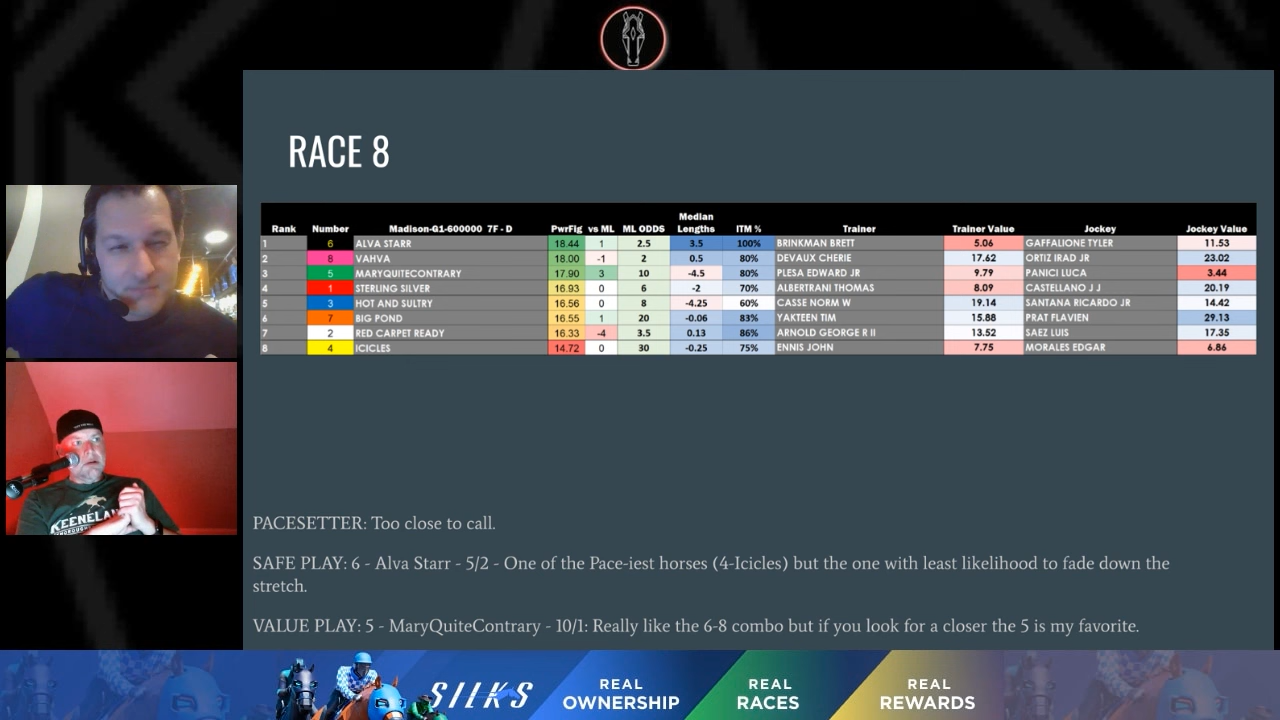 RACE 8
Rank Number Madison-G1-600000 7F - D PwrFig vs ML ML ODDS Median Lengths ITM % Trainer Trainer Value Jockey Jockey Value
1 6 ALVA STARR 18.44 1 2.5 3.5 100% BRINKMAN BRETT 5.06 GAFFALIONE TYLER 11.53
2 8 VAHVA 18.00 -1 2 0.5 80% DEVAUX CHERIE 17.62 ORTIZ IRAD JR 23.02
3 5 MARYQUITECONTRARY 17.90 3 10 -4.5 80% PLESA EDWARD JR 9.79 PANICI LUCA 3.44
4 1 STERLING SILVER 16.93 0 6 -2 70% ALBERTRANI THOMAS 8.09 CASTELLANO J J 20.19
5 3 HOT AND SULTRY 16.56 0 8 -4.25 60% CASSE NORM W 19.14 SANTANA RICARDO JR 14.42
6 7 BIG POND 16.55 1 20 -0.06 83% YAKTEEN TIM 15.88 PRAT FLAVIEN 29.13
7 2 RED CARPET READY 16.33 -4 3.5 0.13 86% ARNOLD GEORGE R II 13.52 SAEZ LUIS 17.35
8 4 ICICLES 14.72 0 30 -0.25 75% ENNIS JOHN 7.75 MORALES EDGAR 6.86
KEENELAND
PACESETTER: Too close to call.
SAFE PLAY: 6 - Alva Starr - 5/2 - One of the Pace-iest horses (4-Icicles) but the one with least likelihood to fade down the
stretch.
VALUE PLAY: 5 - MaryQuiteContrary - 10/1: Really like the 6-8 combo but if you look for a closer the 5 is my favorite.
SILKS
REAL
OWNERSHIP
REAL
RACES
REAL
REWARDS